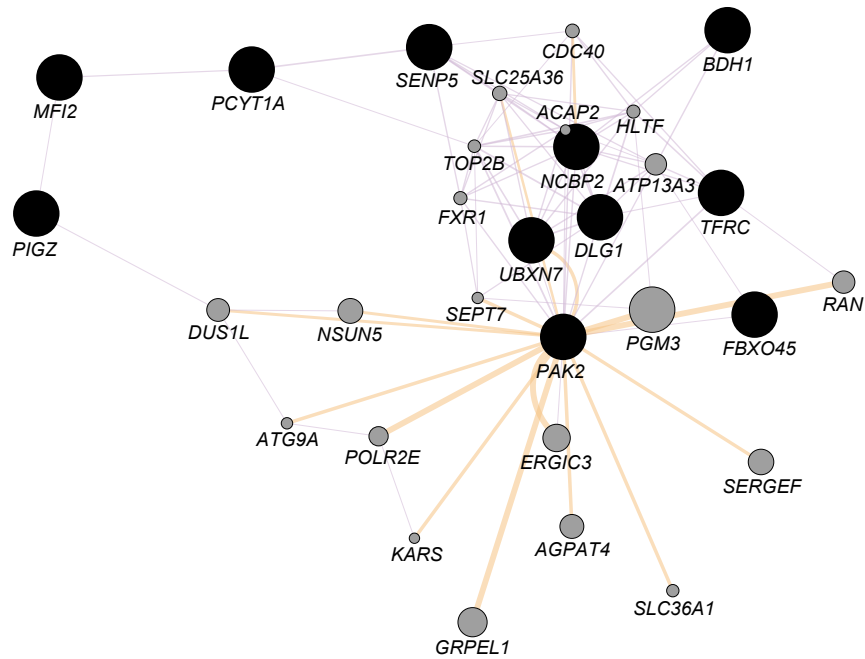 CDC40
BDH1
SENP5
SLC25A36
PCYT1A
MFI2
ACAP2
HLTF
TOP2B
NCBP2
ATP13A3
FXR1
TFRC
PIGZ
DLG1
UBXN7
SEPT7
RAN
DUS1L
NSUN5
PGM3
FBXO45
PAK2
ATG9A
POLR2E
ERGIC3
SERGEF
KARS
AGPAT4
SLC36A1
GRPEL1